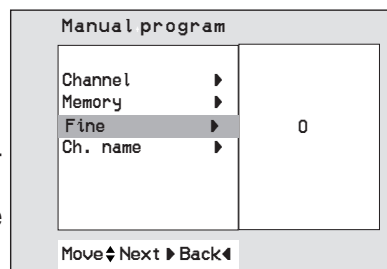 Manual program
Channel
Memory
Fine 0
Ch. name
Move Next Back